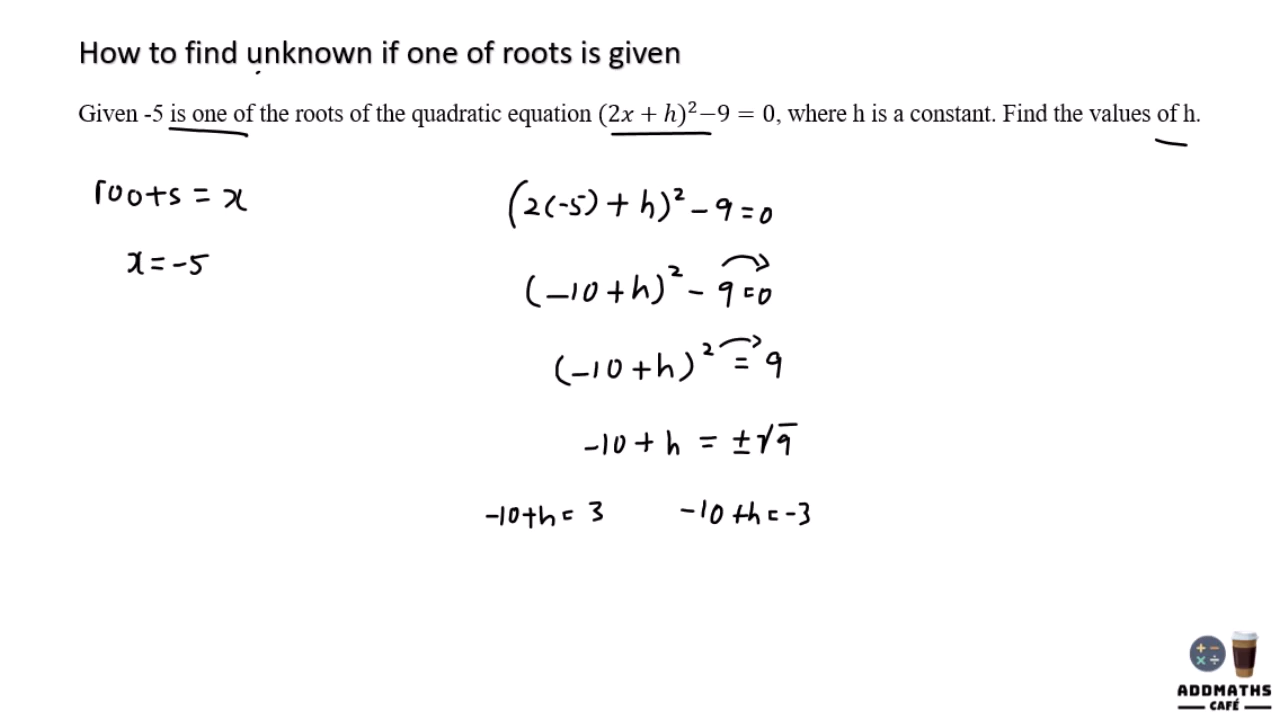 How to find unknown if one of roots is given
Given -5 is one of the roots of the quadratic equation (2x + h)²−9 = 0, where h is a constant. Find the values of h.
roots = x
x = -5
(2(-5) + h)² - 9 = 0
(-10 + h)² - 9 = 0
(-10 + h)² = 9
-10 + h = ±√9
-10 + h = 3 -10 + h = -3
+ −
× ÷
ADDMATHS
CAFÉ